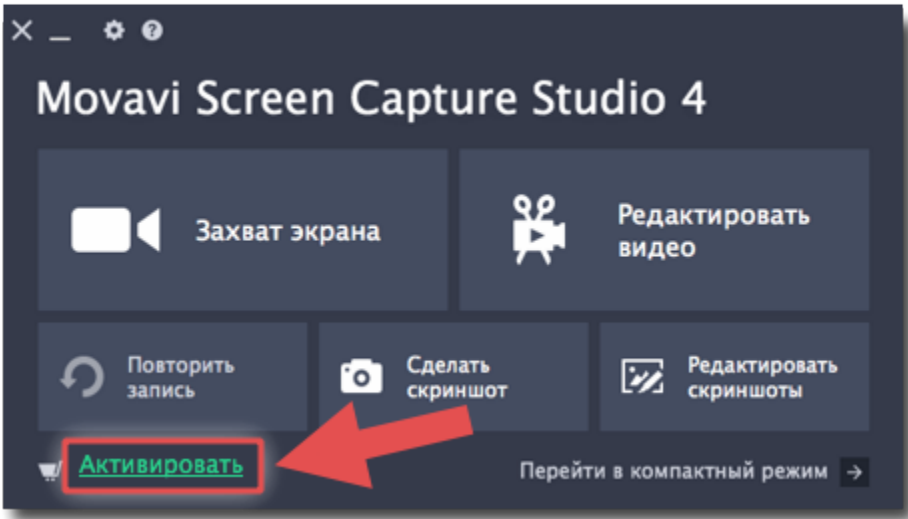 Movavi Screen Capture Studio 4
Захват экрана
Редактировать
видео
Повторить
запись
Сделать
скриншот
Редактировать
скриншоты
Активировать
Перейти в компактный режим